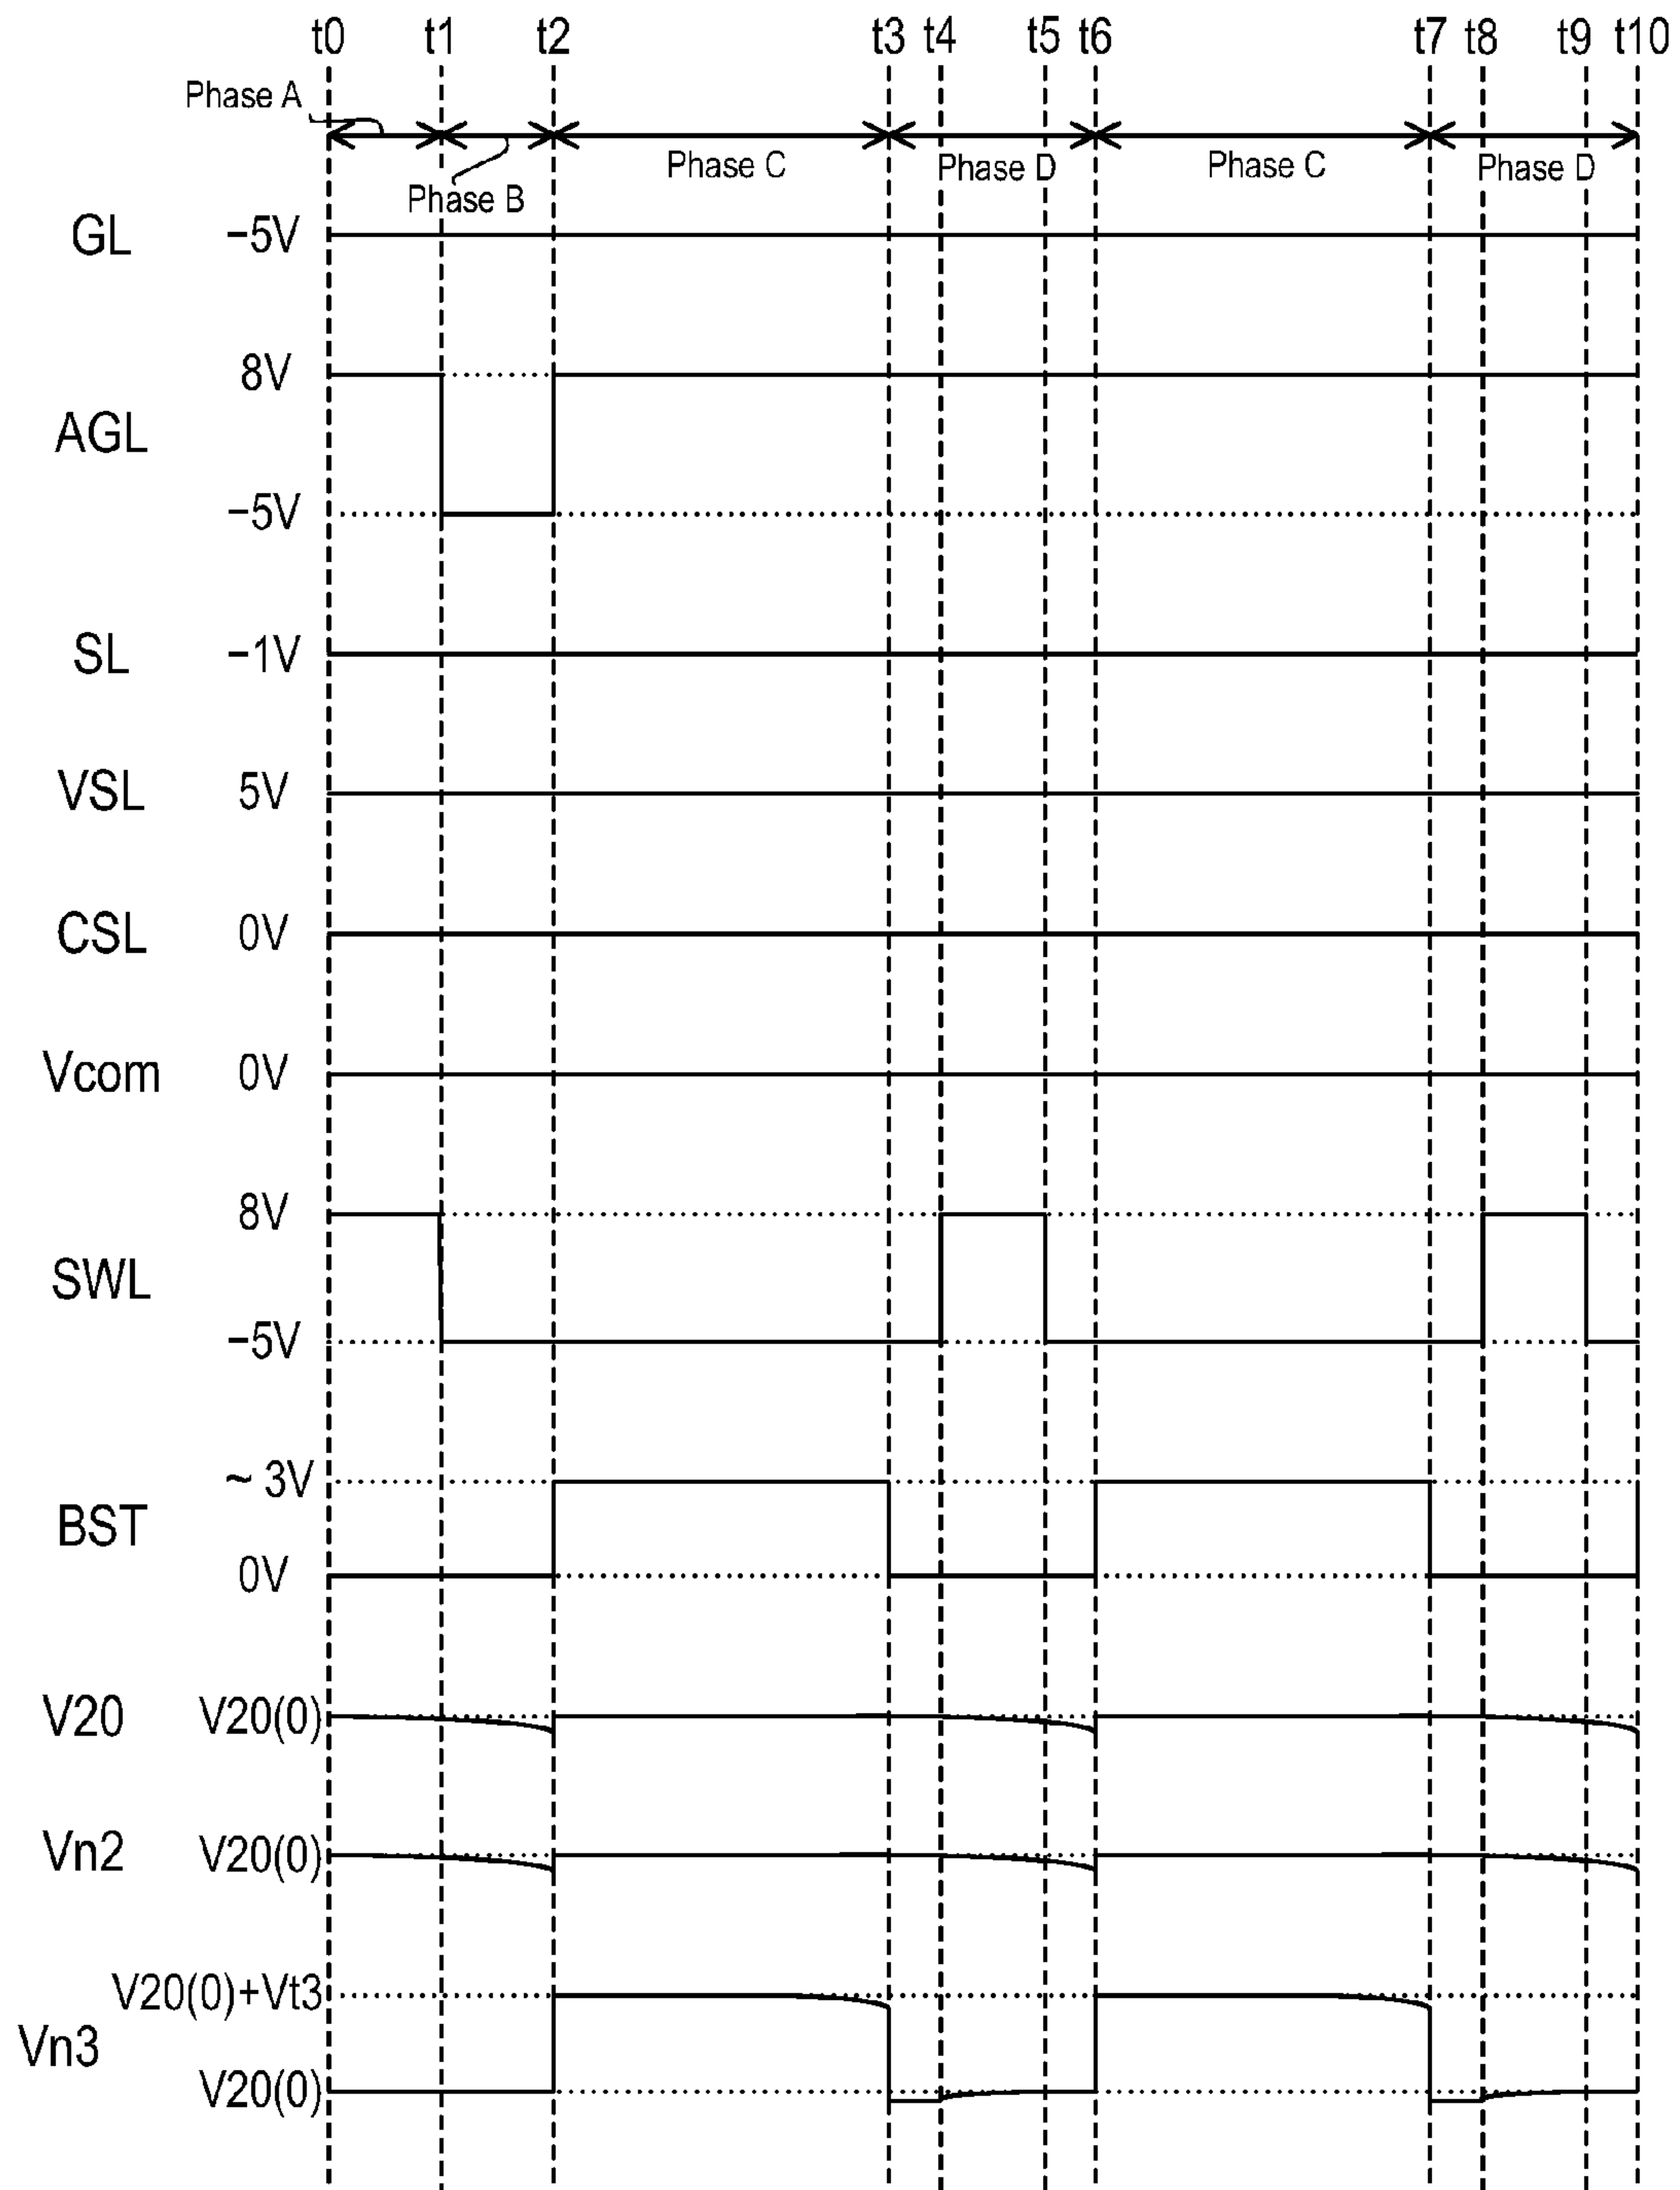 t0 t1 t2 t3 t4 t5 t6 t7 t8 t9 t10
Phase A
Phase B
Phase C
Phase D
Phase C
Phase D
GL −5V
8V
AGL
−5V
SL −1V
VSL 5V
CSL 0V
Vcom 0V
8V
SWL
−5V
~ 3V
BST
0V
V20 V20(0)
Vn2 V20(0)
V20(0)+Vt3
Vn3
V20(0)